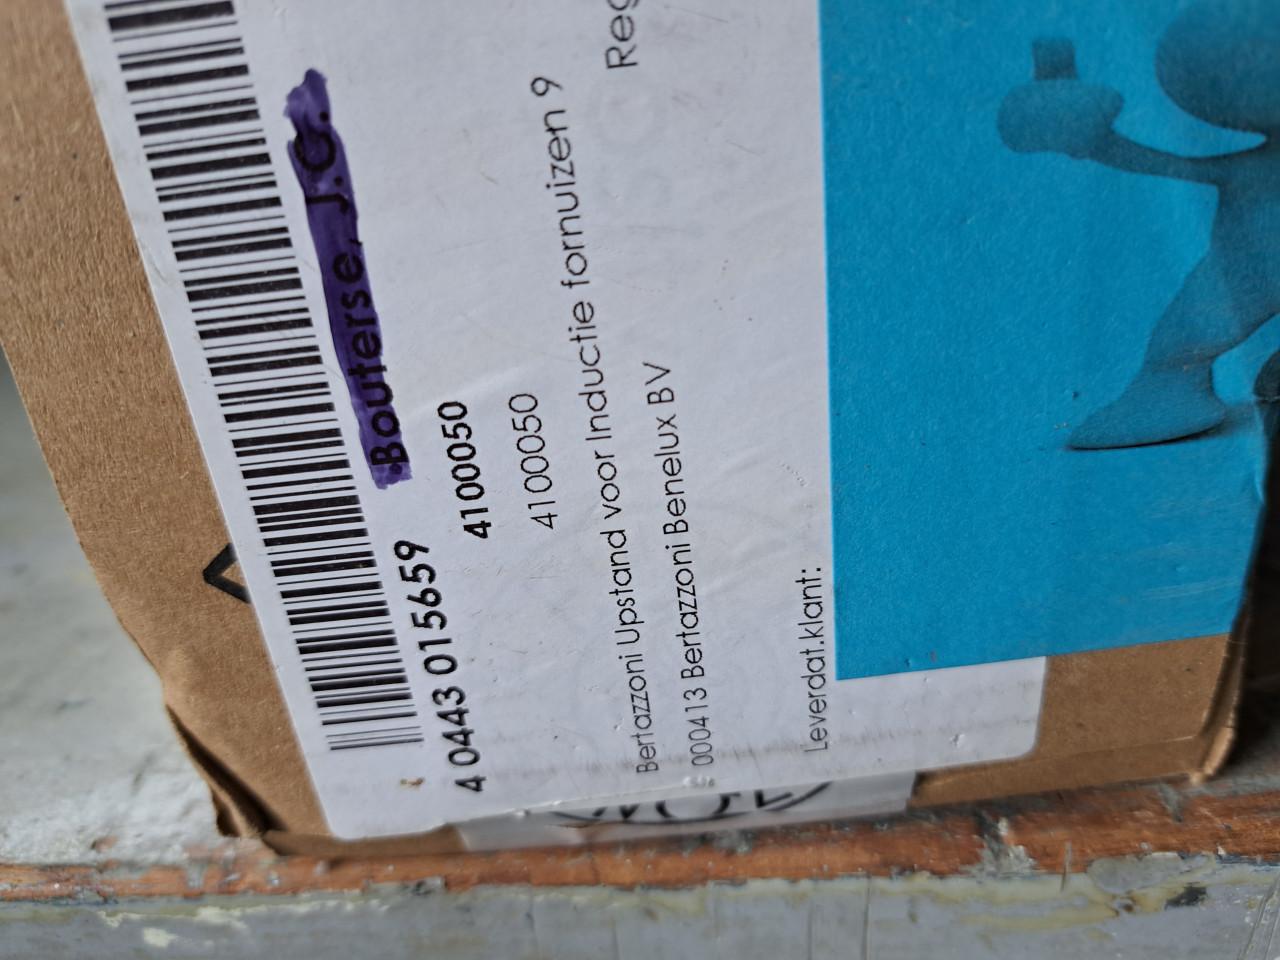 Bouterse, J.C.
4 0443 015659
4100050
4100050
Bertazzoni Upstand voor Inductie fornuizen 9
000413 Bertazzoni Benelux BV
Leverdat.klant: